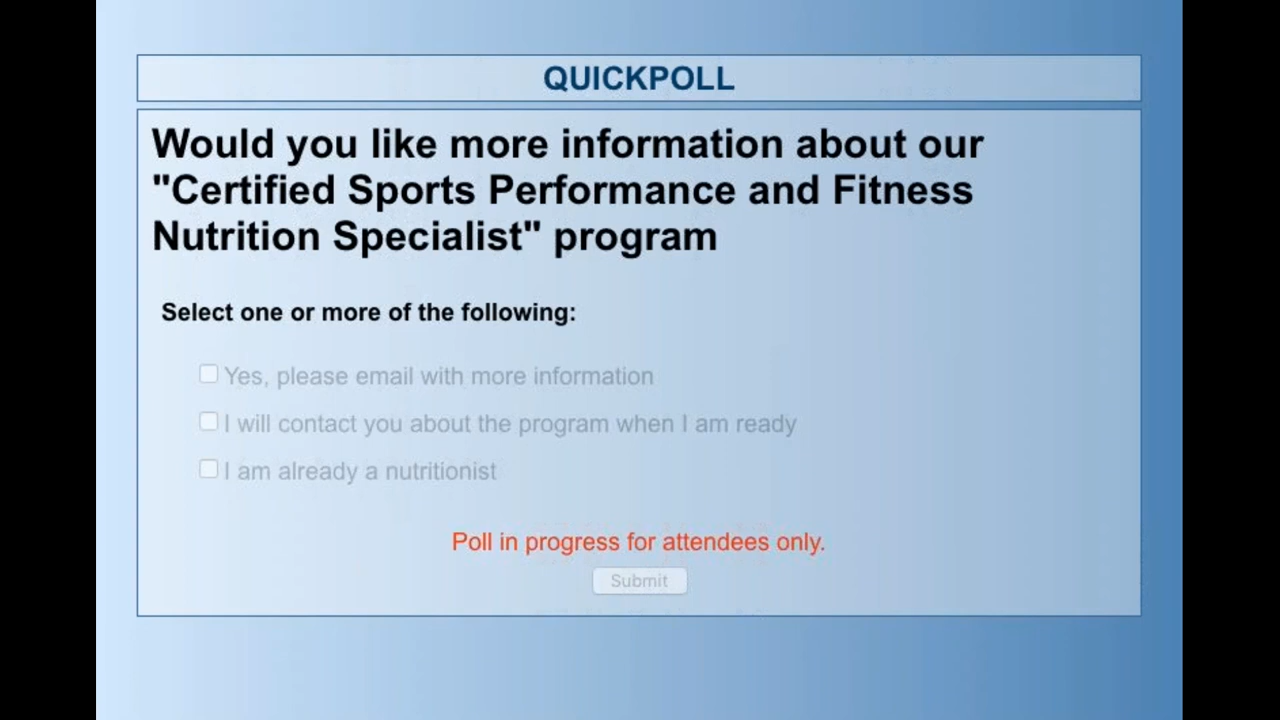 QUICKPOLL
Would you like more information about our
"Certified Sports Performance and Fitness
Nutrition Specialist" program
Select one or more of the following:
Yes, please email with more information
I will contact you about the program when I am ready
I am already a nutritionist
Poll in progress for attendees only.
Submit